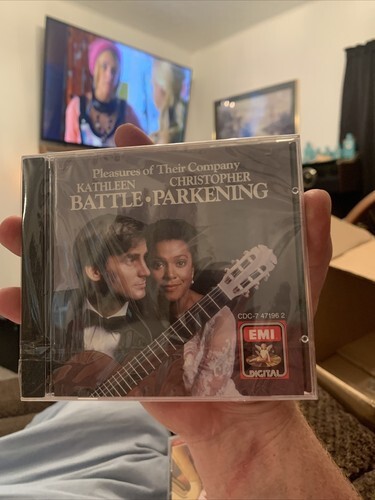 Pleasures of Their Company
KATHLEEN CHRISTOPHER
BATTLE • PARKENING
CDC-7 47196 2
EMI
DIGITAL